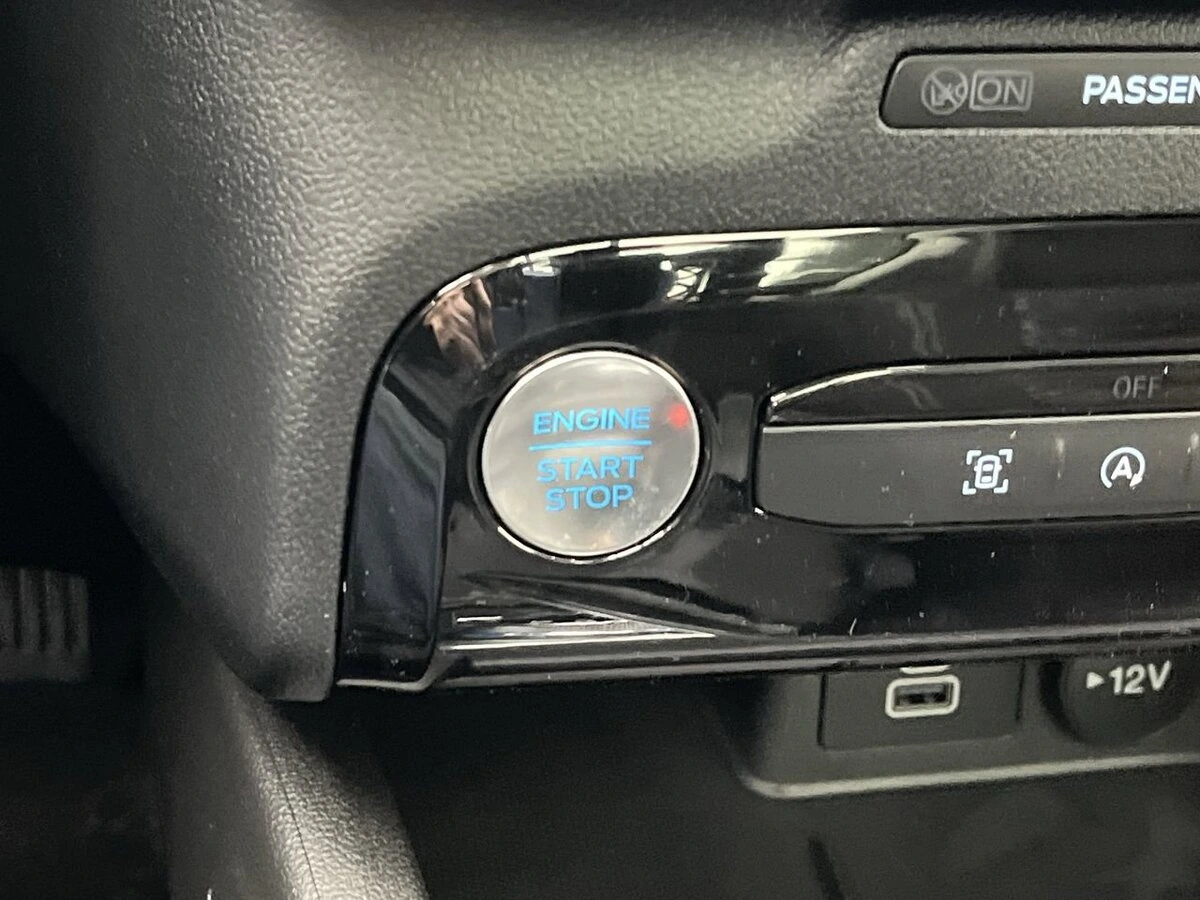 ON PASSEN
OFF
ENGINE
START
STOP
A
12V